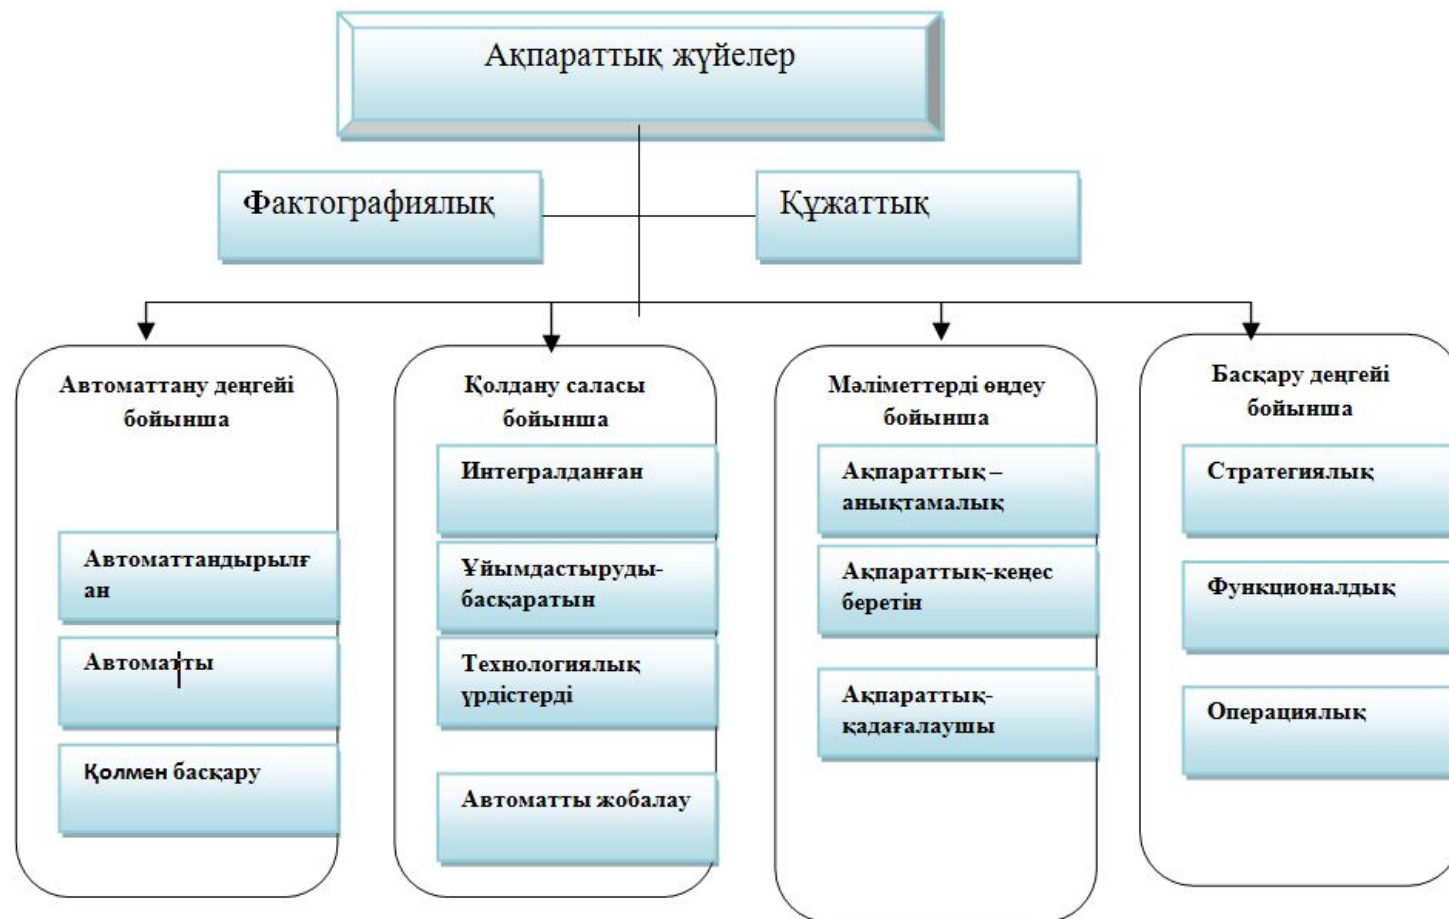 Ақпараттық жүйелер
Фактографиялық
Құжаттық
Автоматтану деңгейі
бойынша
Автоматтандырылғ
ан
Автоматты
Қолмен басқару
Қолдану саласы
бойынша
Интегралданған
Ұйымдастыруды-
басқаратын
Технологиялық
үрдістерді
Автоматты жобалау
Мәліметтерді өңдеу
бойынша
Ақпараттық –
анықтамалық
Ақпараттық-кеңес
беретін
Ақпараттық-
қадағалаушы
Басқару деңгейі
бойынша
Стратегиялық
Функционалдық
Операциялық